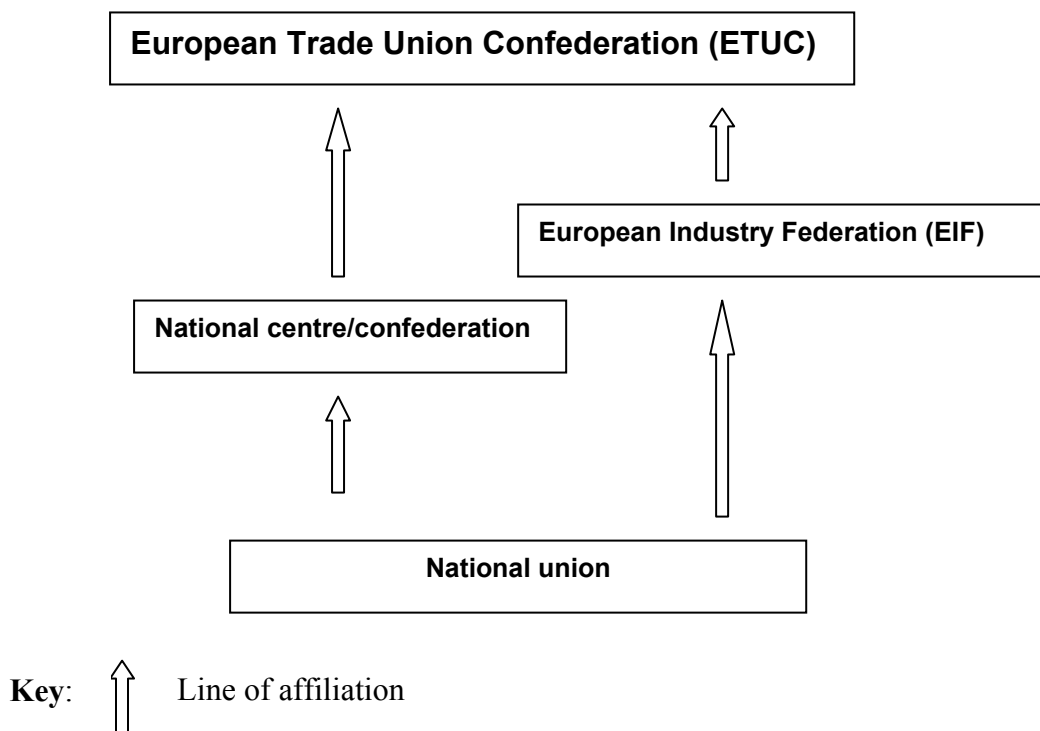 European Trade Union Confederation (ETUC)
European Industry Federation (EIF)
National centre/confederation
National union
Key: Line of affiliation